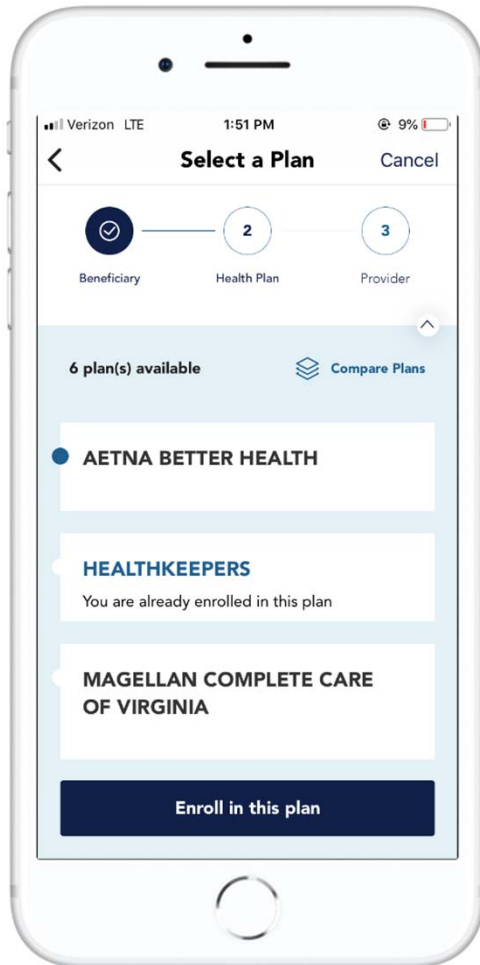 Verizon LTE 1:51 PM 9%
Select a Plan Cancel
2 3
Beneficiary Health Plan Provider
6 plan(s) available Compare Plans
AETNA BETTER HEALTH
HEALTHKEEPERS
You are already enrolled in this plan
MAGELLAN COMPLETE CARE
OF VIRGINIA
Enroll in this plan